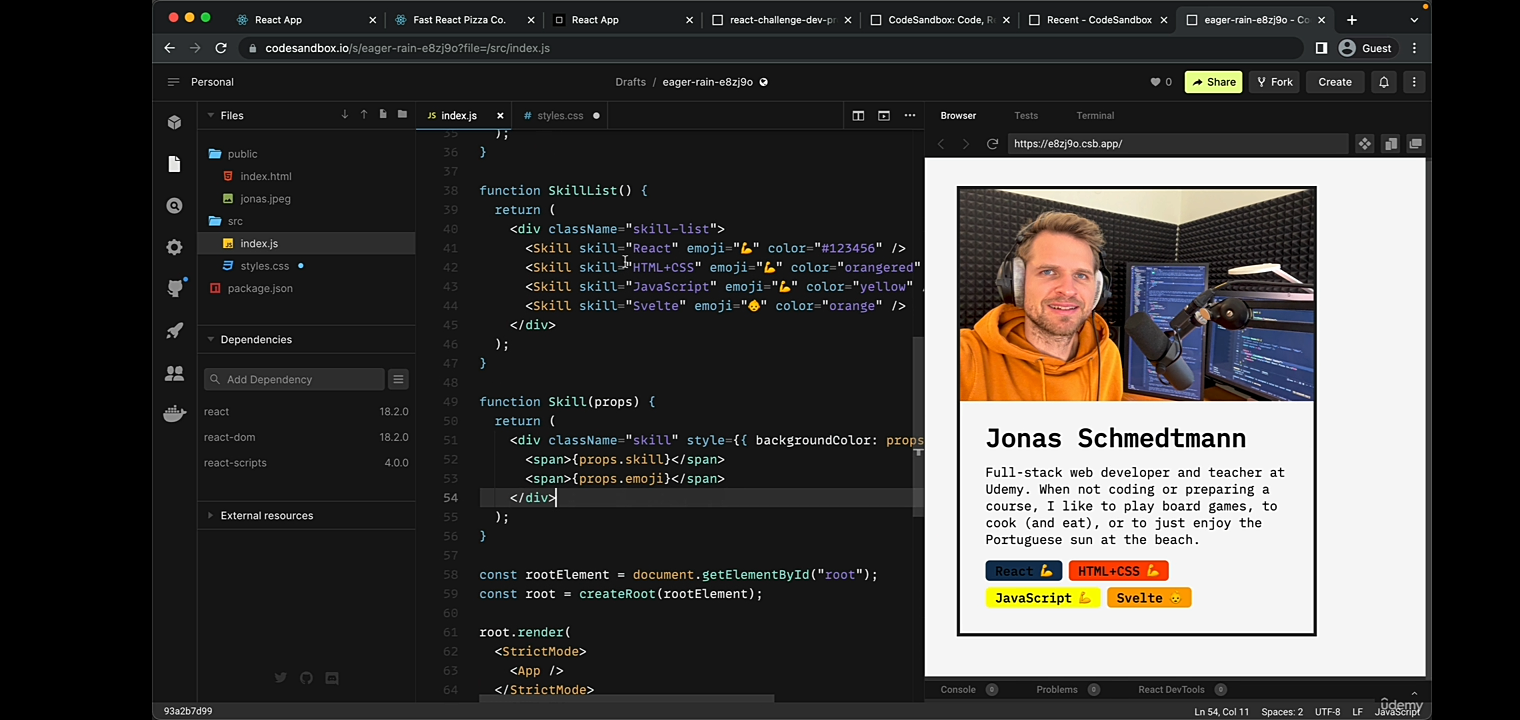 React App
Fast React Pizza Co.
React App
react-challenge-dev-pr
CodeSandbox: Code, Re
Recent - CodeSandbox
eager-rain-e8zj9o - Co
codesandbox.io/s/eager-rain-e8zj9o?file=/src/index.js
Guest
Personal
Drafts / eager-rain-e8zj9o
0
Share
Fork
Create
Files
public
index.html
jonas.jpeg
src
index.js
styles.css
package.json
Dependencies
Add Dependency
react 18.2.0
react-dom 18.2.0
react-scripts 4.0.0
External resources
JS index.js
# styles.css
35 );
36 }
37
38 function SkillList() {
39 return (
40 <div className="skill-list">
41 <Skill skill="React" emoji="💪" color="#123456" />
42 <Skill skill="HTML+CSS" emoji="💪" color="orangered"
43 <Skill skill="JavaScript" emoji="💪" color="yellow" /
44 <Skill skill="Svelte" emoji="👶" color="orange" />
45 </div>
46 );
47 }
48
49 function Skill(props) {
50 return (
51 <div className="skill" style={{ backgroundColor: props
52 <span>{props.skill}</span>
53 <span>{props.emoji}</span>
54 </div>
55 );
56 }
57
58 const rootElement = document.getElementById("root");
59 const root = createRoot(rootElement);
60
61 root.render(
62 <StrictMode>
63 <App />
64 </StrictMode>
Browser
Tests
Terminal
https://e8zj9o.csb.app/
Jonas Schmedtmann
Full-stack web developer and teacher at
Udemy. When not coding or preparing a
course, I like to play board games, to
cook (and eat), or to just enjoy the
Portuguese sun at the beach.
React 💪 HTML+CSS 💪
JavaScript 💪 Svelte 👶
Console 0
Problems 0
React DevTools 0
93a2b7d99
Ln 54, Col 11
Spaces: 2
UTF-8
LF
JavaScript
udemy